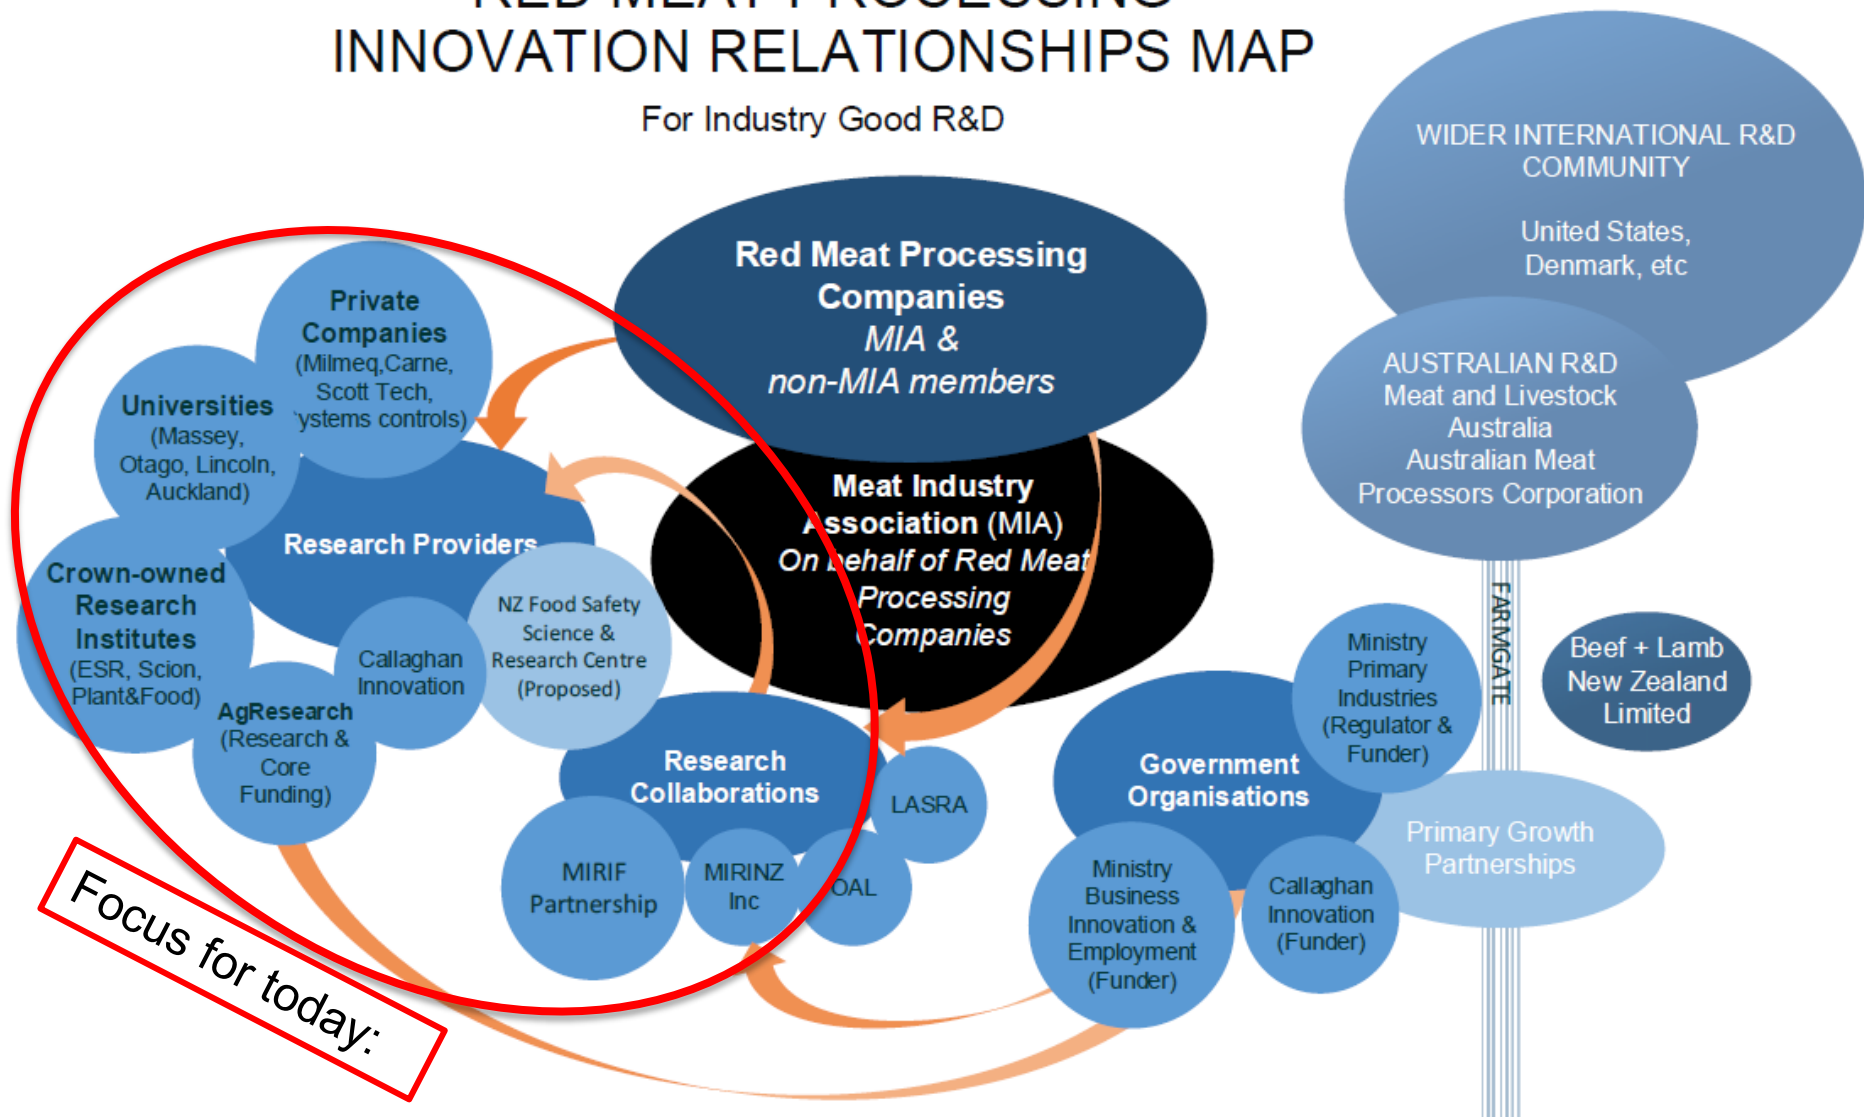 RED MEAT PROCESSING
INNOVATION RELATIONSHIPS MAP
For Industry Good R&D
WIDER INTERNATIONAL R&D
COMMUNITY
United States,
Denmark, etc
AUSTRALIAN R&D
Meat and Livestock
Australia
Australian Meat
Processors Corporation
Red Meat Processing
Companies
MIA &
non-MIA members
Meat Industry
Association (MIA)
On behalf of Red Meat
Processing
Companies
Private
Companies
(Milmeq,Carne,
Scott Tech,
ystems controls)
Universities
(Massey,
Otago, Lincoln,
Auckland)
Research Providers
Crown-owned
Research
Institutes
(ESR, Scion,
Plant&Food)
AgResearch
(Research &
Core
Funding)
Callaghan
Innovation
NZ Food Safety
Science &
Research Centre
(Proposed)
Research
Collaborations
MIRIF
Partnership
MIRINZ
Inc
OAL
LASRA
Government
Organisations
Ministry
Primary
Industries
(Regulator &
Funder)
Ministry
Business
Innovation &
Employment
(Funder)
Callaghan
Innovation
(Funder)
Primary Growth
Partnerships
FARMGATE
Beef + Lamb
New Zealand
Limited
Focus for today: